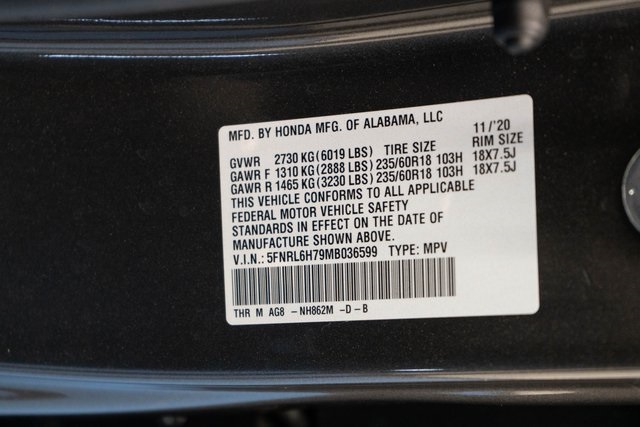 MFD. BY HONDA MFG. OF ALABAMA, LLC 11/'20
GVWR 2730 KG(6019 LBS) TIRE SIZE RIM SIZE
GAWR F 1310 KG(2888 LBS) 235/60R18 103H 18X7.5J
GAWR R 1465 KG(3230 LBS) 235/60R18 103H 18X7.5J
THIS VEHICLE CONFORMS TO ALL APPLICABLE
FEDERAL MOTOR VEHICLE SAFETY
STANDARDS IN EFFECT ON THE DATE OF
MANUFACTURE SHOWN ABOVE.
V.I.N.: 5FNRL6H79MB036599 TYPE: MPV
THR M AG8 -NH862M -D-B